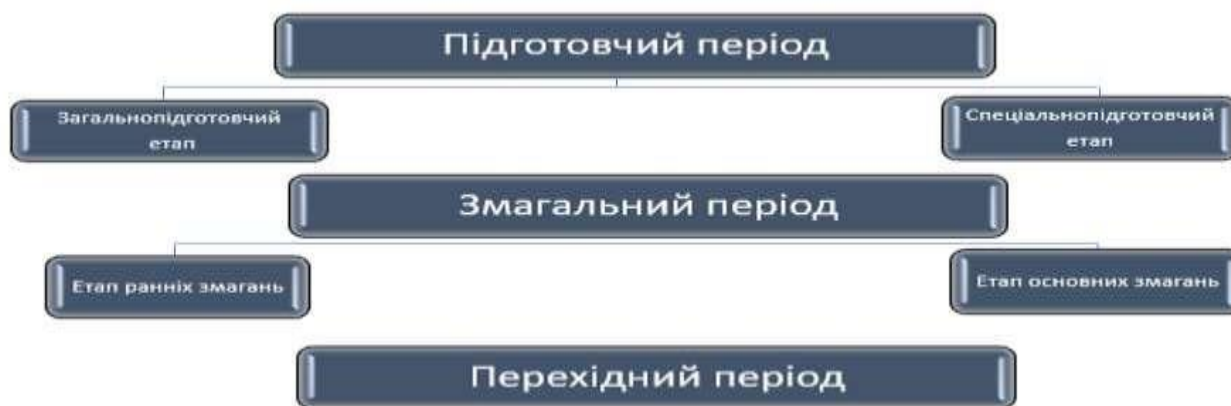 Підготовчий період
Загальнопідготовчий
етап
Спеціальнопідготовчий
етап
Змагальний період
Етап ранніх змагань
Етап основних змагань
Перехідний період